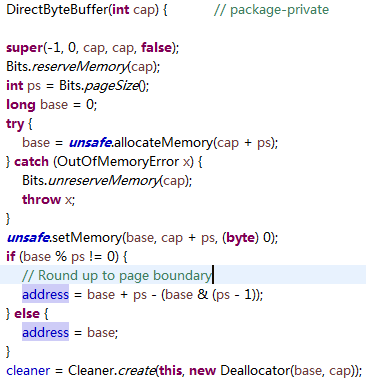 DirectByteBuffer(int cap) {          // package-private

super(-1, 0, cap, cap, false);
Bits.reserveMemory(cap);
int ps = Bits.pageSize();
long base = 0;
try {
    base = unsafe.allocateMemory(cap + ps);
} catch (OutOfMemoryError x) {
    Bits.unreserveMemory(cap);
    throw x;
}
unsafe.setMemory(base, cap + ps, (byte) 0);
if (base % ps != 0) {
    // Round up to page boundary
    address = base + ps - (base & (ps - 1));
} else {
    address = base;
}
cleaner = Cleaner.create(this, new Deallocator(base, cap));